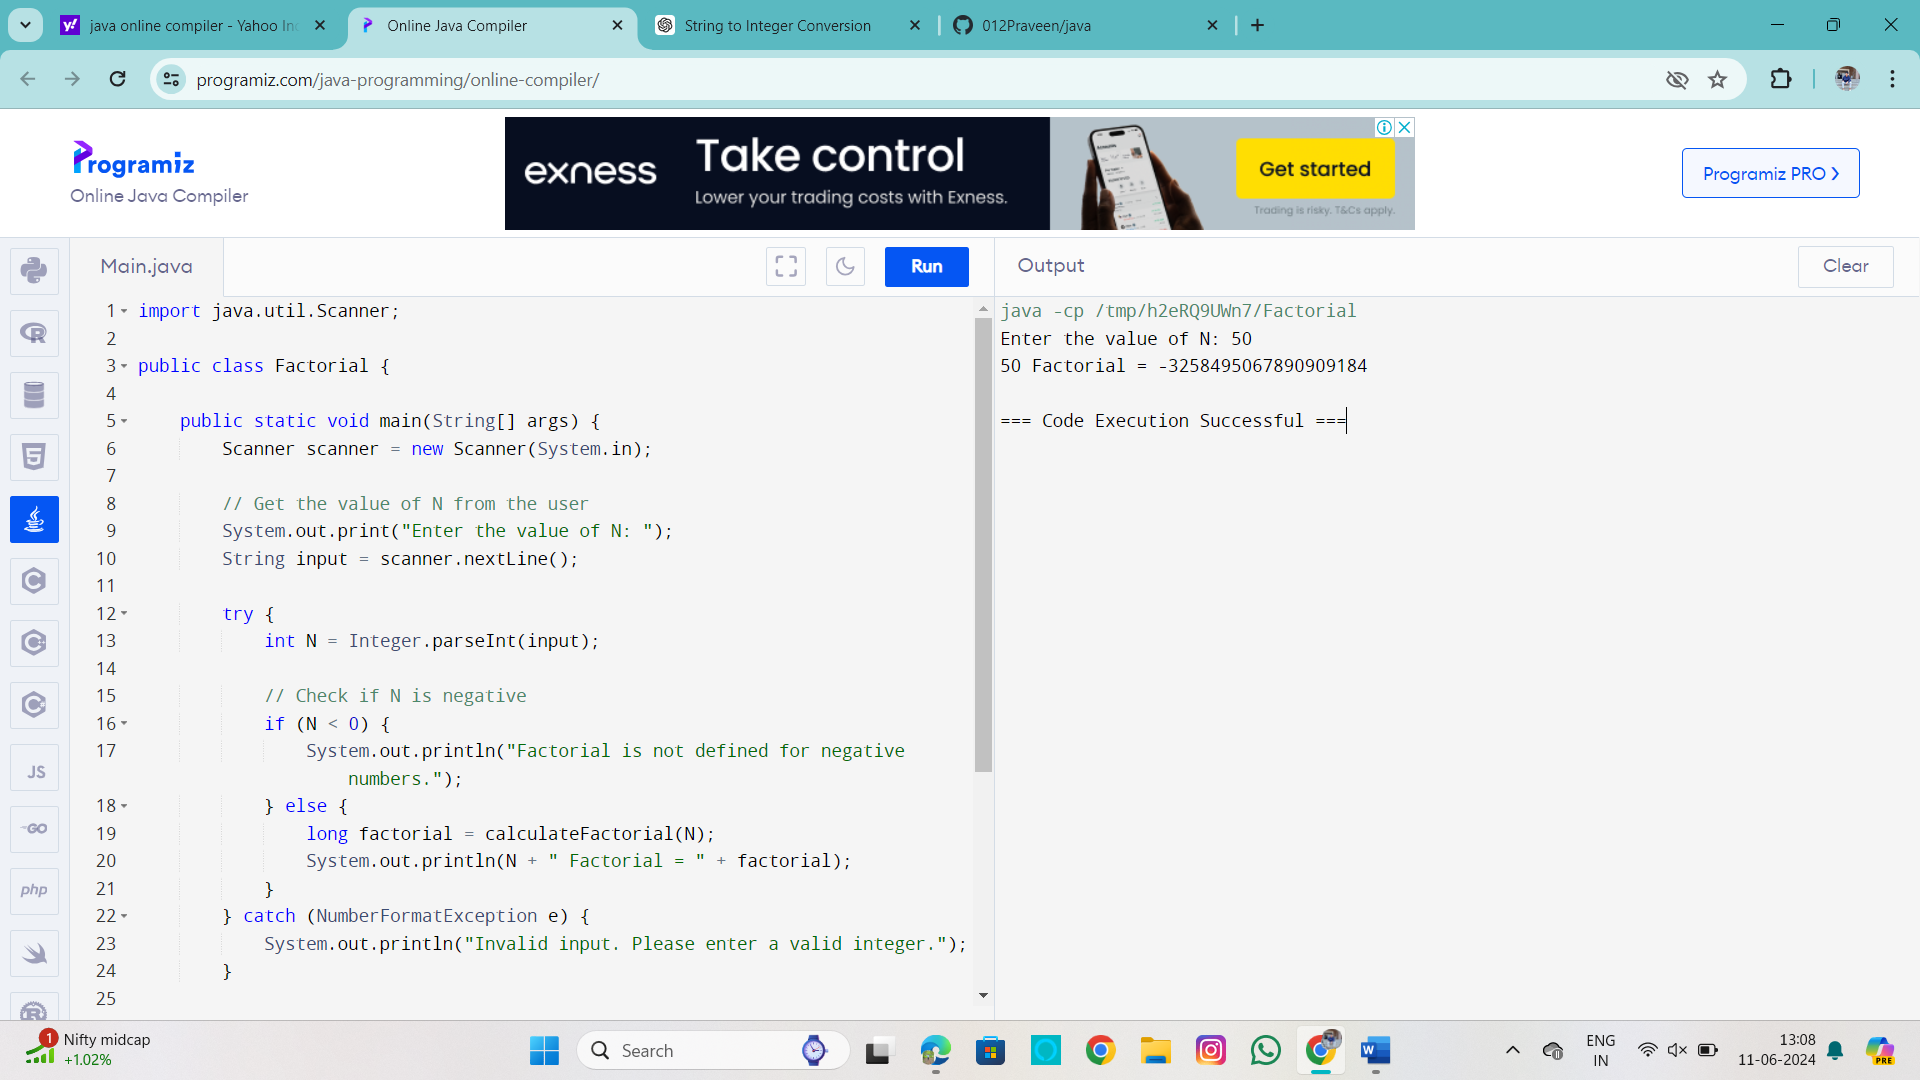 java online compiler - Yahoo In
Online Java Compiler
String to Integer Conversion
012Praveen/java
programiz.com/java-programming/online-compiler/
Programiz
Online Java Compiler
exness
Take control
Lower your trading costs with Exness.
Get started
Trading is risky. T&Cs apply.
Programiz PRO
Main.java
Run
Output
Clear
1 import java.util.Scanner;
2
3 public class Factorial {
4
5 public static void main(String[] args) {
6 Scanner scanner = new Scanner(System.in);
7
8 // Get the value of N from the user
9 System.out.print("Enter the value of N: ");
10 String input = scanner.nextLine();
11
12 try {
13 int N = Integer.parseInt(input);
14
15 // Check if N is negative
16 if (N < 0) {
17 System.out.println("Factorial is not defined for negative
numbers.");
18 } else {
19 long factorial = calculateFactorial(N);
20 System.out.println(N + " Factorial = " + factorial);
21 }
22 } catch (NumberFormatException e) {
23 System.out.println("Invalid input. Please enter a valid integer.");
24 }
25
java -cp /tmp/h2eRQ9UWn7/Factorial
Enter the value of N: 50
50 Factorial = -3258495067890909184
=== Code Execution Successful ===
JS
GO
php
1
Nifty midcap
+1.02%
Search
ENG
IN
13:08
11-06-2024
PRE